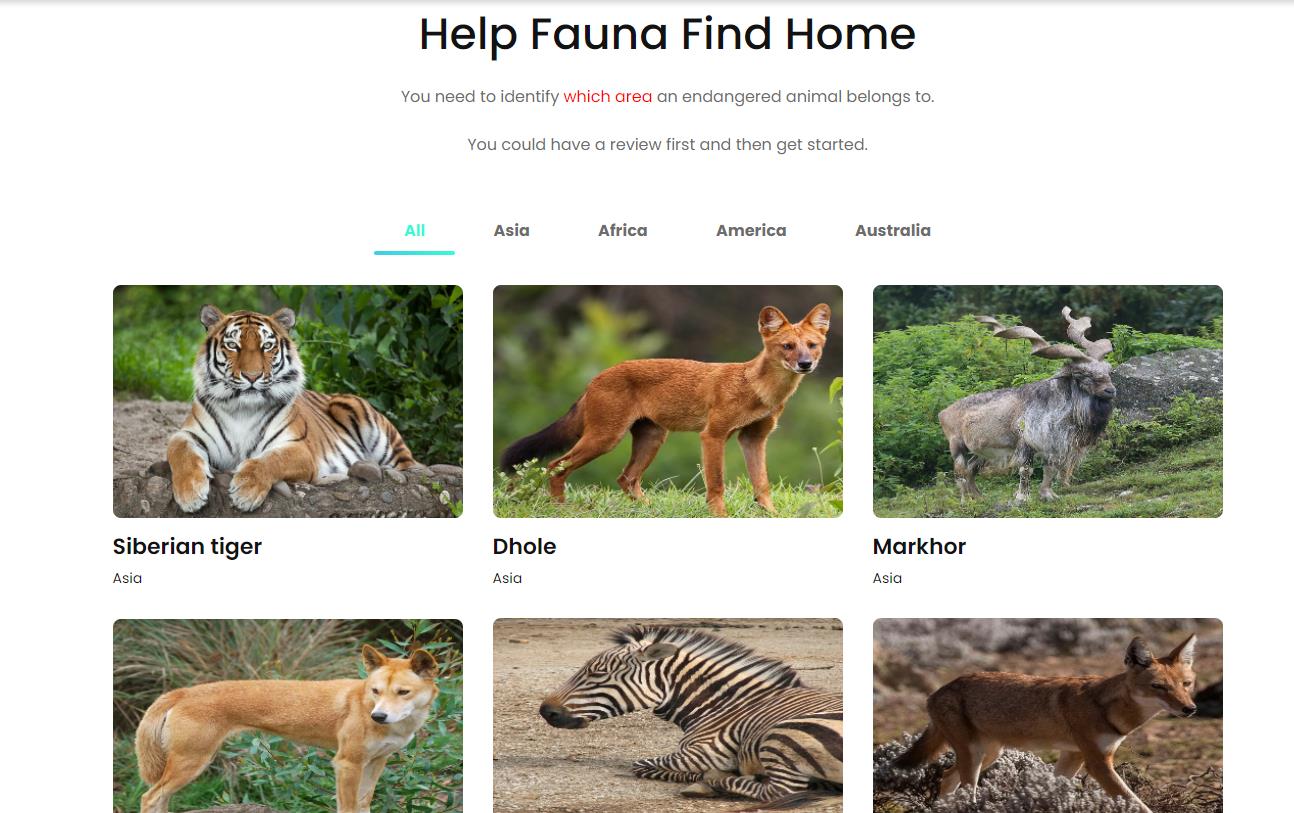 Help Fauna Find Home
You need to identify which area an endangered animal belongs to.
You could have a review first and then get started.
All Asia Africa America Australia
Siberian tiger Dhole Markhor
Asia Asia Asia